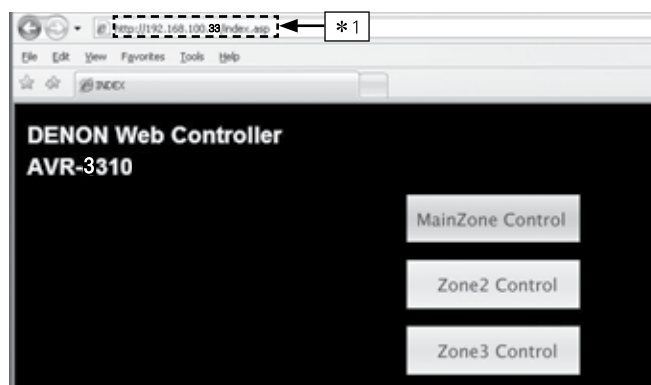 http://192.168.100.33/index.asp
*1
File Edit View Favorites Tools Help
INDEX
DENON Web Controller
AVR-3310
MainZone Control
Zone2 Control
Zone3 Control